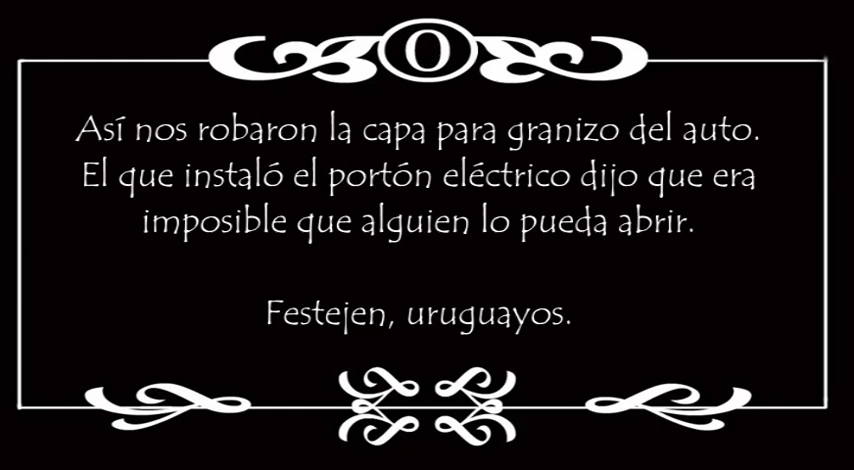 O
Así nos robaron la capa para granizo del auto.
El que instaló el portón eléctrico dijo que era
imposible que alguien lo pueda abrir.
Festejen, uruguayos.